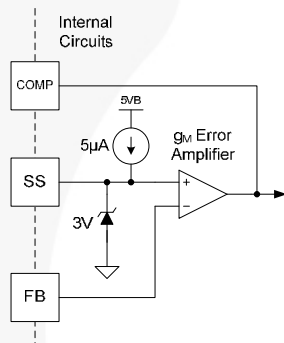 Internal
Circuits
COMP
5VB
5µA
gM Error
Amplifier
SS
+
−
3V
FB